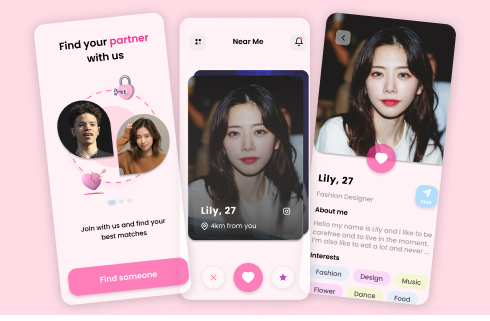 Find your partner
with us
Join with us and find your
best matches
Find someone
Near Me
Lily, 27
4km from you
Lily, 27
Fashion Designer
chat
About me
Hello my name is Lily and I like to be
carefree and to live in the moment.
I'm also like to eat a lot and never ...
Interests
Fashion
Design
Music
Flower
Dance
Food